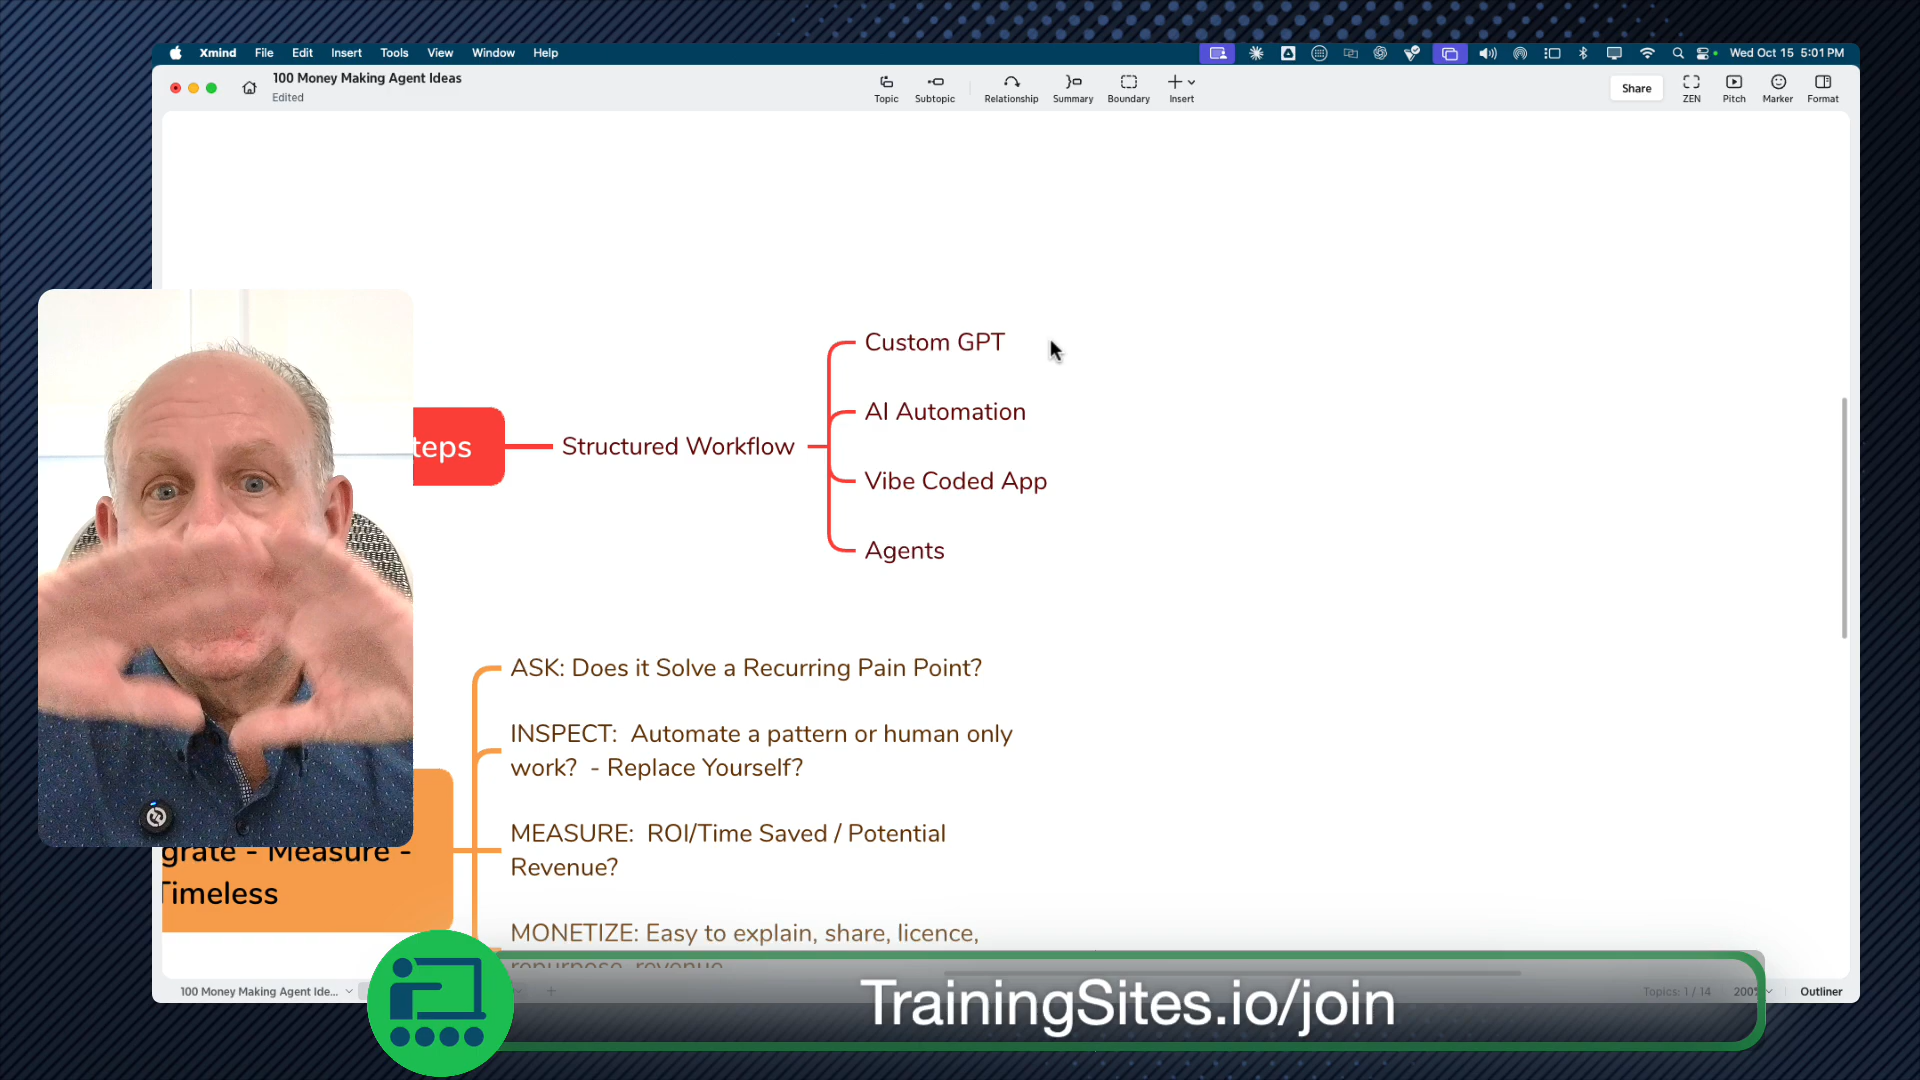 Xmind File Edit Insert Tools View Window Help
Wed Oct 15 5:01 PM
100 Money Making Agent Ideas
Edited
Topic Subtopic Relationship Summary Boundary Insert
Share ZEN Pitch Marker Format
Custom GPT
AI Automation
teps
Structured Workflow
Vibe Coded App
Agents
ASK: Does it Solve a Recurring Pain Point?
INSPECT: Automate a pattern or human only
work? - Replace Yourself?
MEASURE: ROI/Time Saved / Potential
Revenue?
grate - Measure -
Timeless
MONETIZE: Easy to explain, share, licence,
repurpose, revenue
100 Money Making Agent Ide...
Topics: 1 / 14 200% Outliner
TrainingSites.io/join